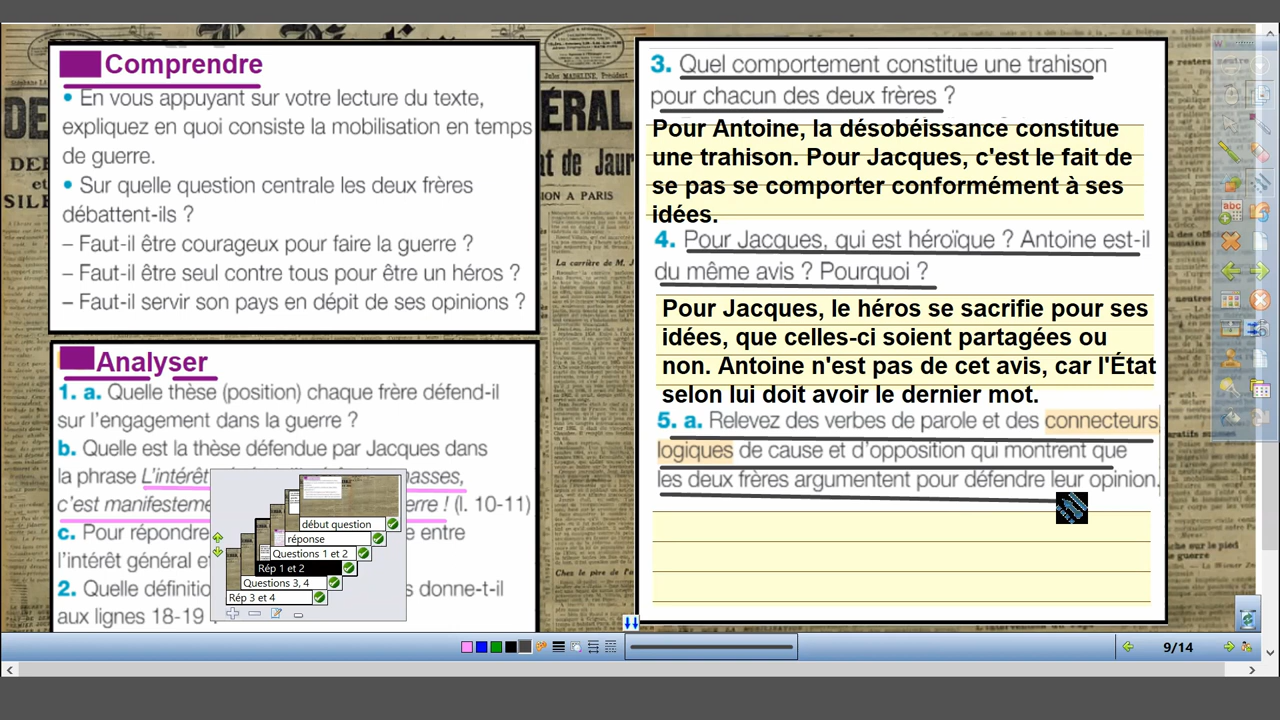 Comprendre
• En vous appuyant sur votre lecture du texte,
expliquez en quoi consiste la mobilisation en temps
de guerre.
• Sur quelle question centrale les deux frères
débattent-ils ?
– Faut-il être courageux pour faire la guerre ?
– Faut-il être seul contre tous pour être un héros ?
– Faut-il servir son pays en dépit de ses opinions ?
Analyser
1. a. Quelle thèse (position) chaque frère défend-il
sur l'engagement dans la guerre ?
b. Quelle est la thèse défendue par Jacques dans
la phrase L'intérêt masses,
c'est manifesteme erre ! (l. 10-11)
c. Pour répondre entre
l'intérêt général e
2. Quelle définitio donne-t-il
aux lignes 18-19
début question
réponse
Questions 1 et 2
Rép 1 et 2
Questions 3, 4
Rép 3 et 4
3. Quel comportement constitue une trahison
pour chacun des deux frères ?
Pour Antoine, la désobéissance constitue
une trahison. Pour Jacques, c'est le fait de
se pas se comporter conformément à ses
idées.
4. Pour Jacques, qui est héroïque ? Antoine est-il
du même avis ? Pourquoi ?
Pour Jacques, le héros se sacrifie pour ses
idées, que celles-ci soient partagées ou
non. Antoine n'est pas de cet avis, car l'État
selon lui doit avoir le dernier mot.
5. a. Relevez des verbes de parole et des connecteurs
logiques de cause et d'opposition qui montrent que
les deux frères argumentent pour défendre leur opinion.
abc
9/14